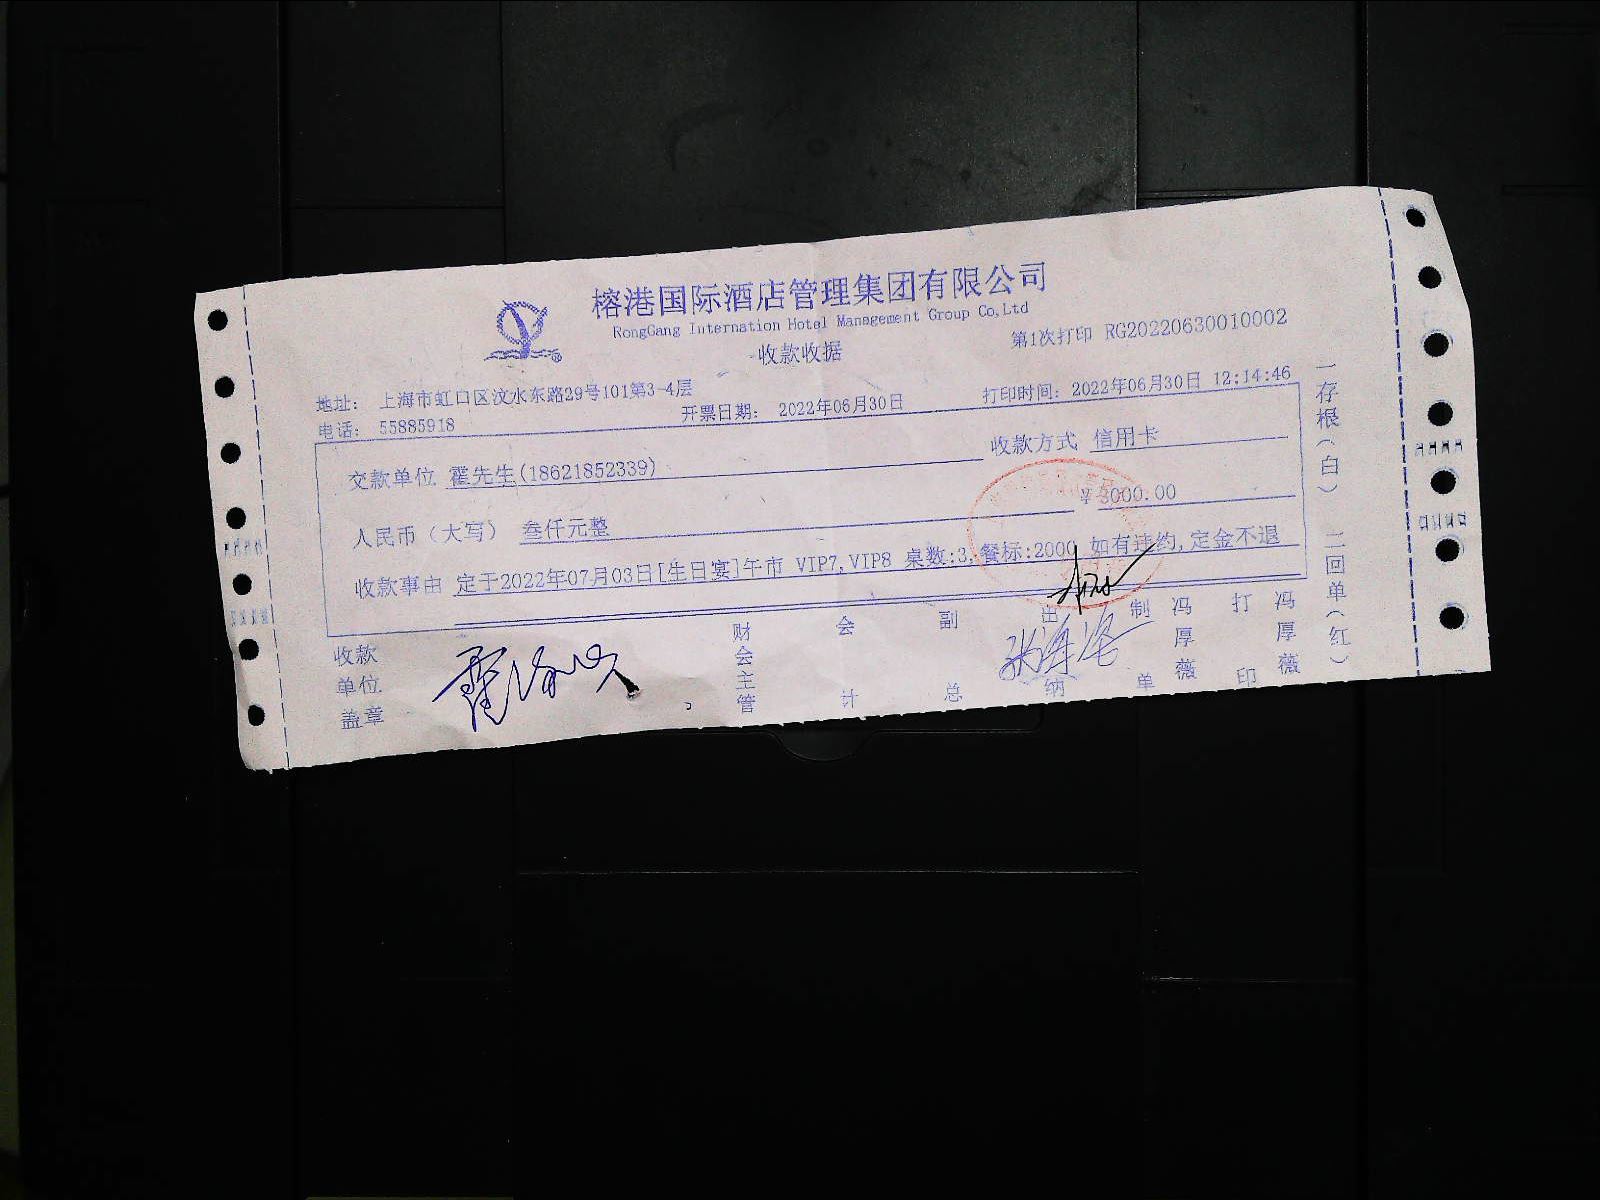 榕港国际酒店管理集团有限公司
RongGang Internation Hotel Management Group Co,Ltd
收款收据
第1次打印 RG20220630010002
地址： 上海市虹口区汶水东路29号101第3-4层
电话： 55885918
开票日期： 2022年06月30日
打印时间：2022年06月30日 12:14:46
交款单位 霍先生(18621852339)
收款方式 信用卡
人民币（大写） 叁仟元整
￥3000.00
收款事由 定于2022年07月03日[生日宴]午市 VIP7,VIP8 桌数:3,餐标:2000 如有违约,定金不退
收款单位盖章
财会主管
会计
副总
出纳
制单
冯厚薇
打印
冯厚薇
一存根（白）
二回单（红）